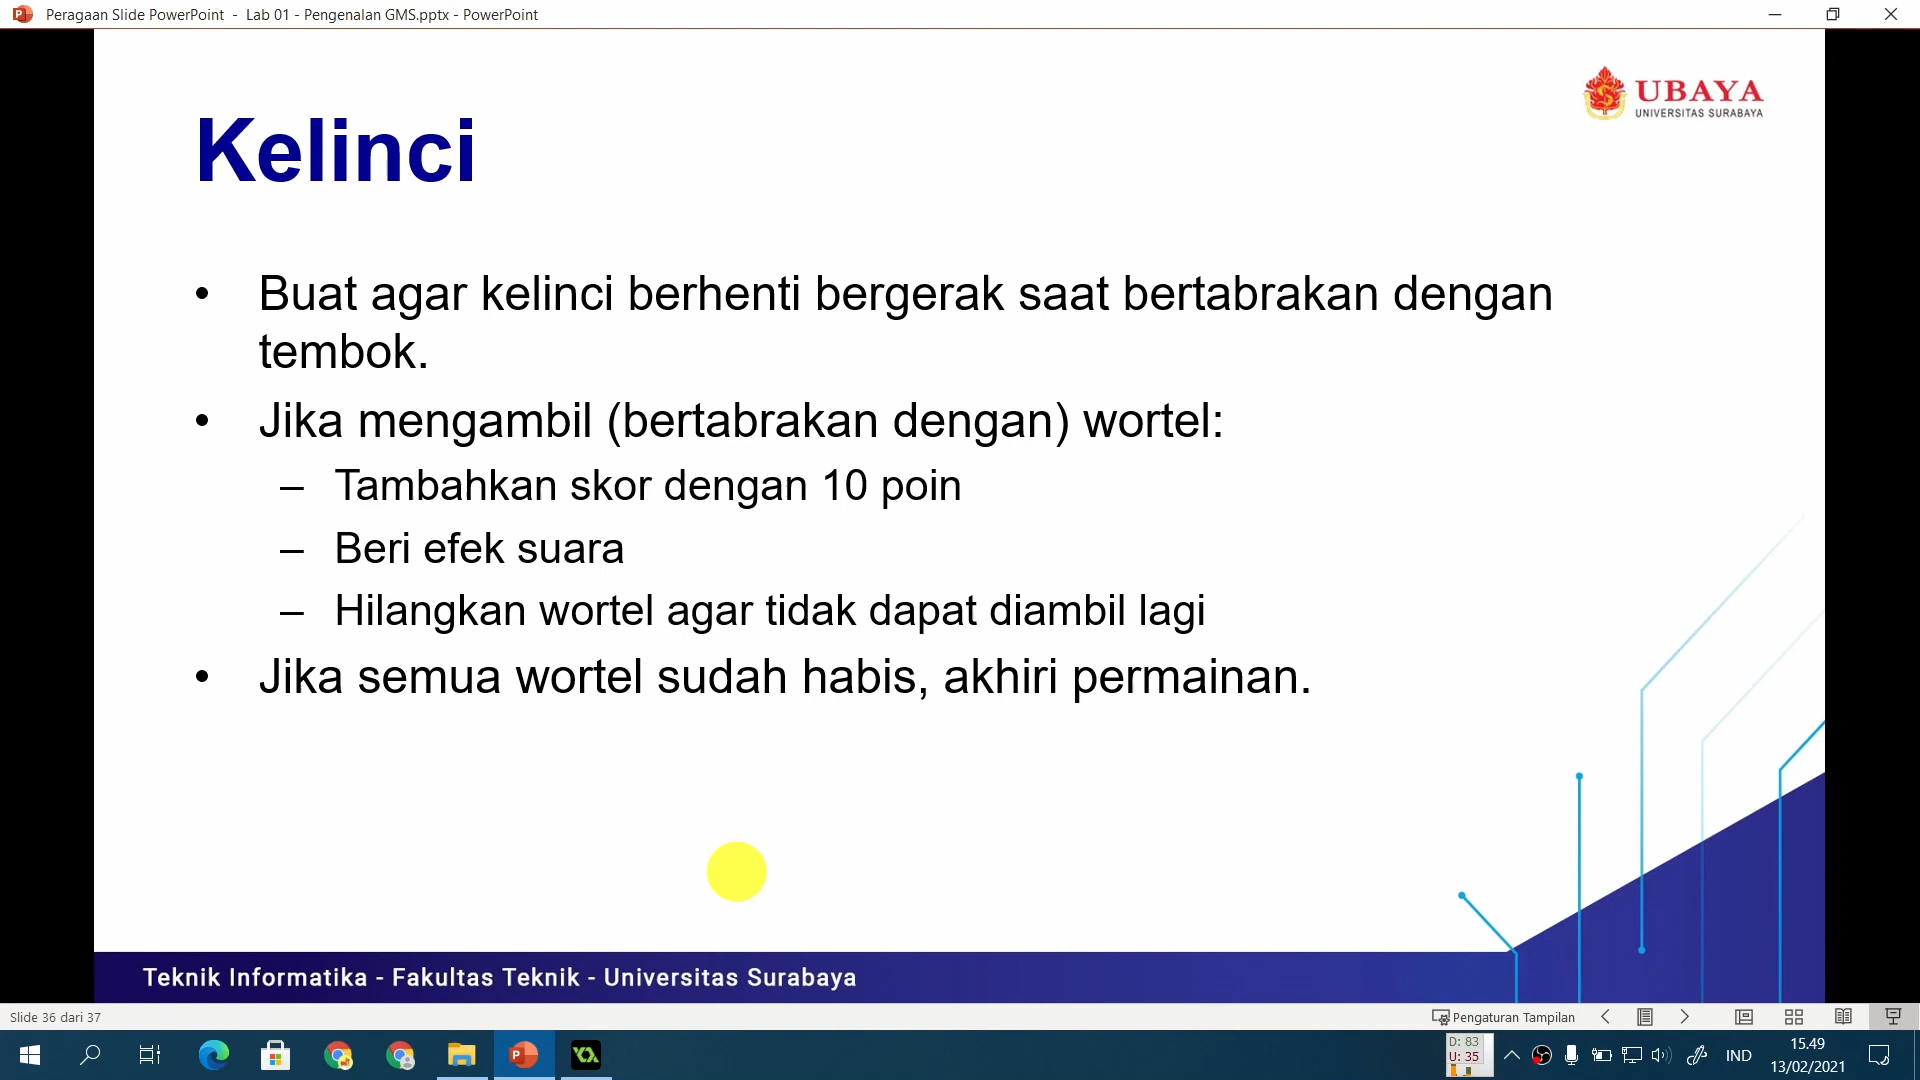 Peragaan Slide PowerPoint - Lab 01 - Pengenalan GMS.pptx - PowerPoint
UBAYA
UNIVERSITAS SURABAYA
Kelinci
• Buat agar kelinci berhenti bergerak saat bertabrakan dengan
tembok.
• Jika mengambil (bertabrakan dengan) wortel:
– Tambahkan skor dengan 10 poin
– Beri efek suara
– Hilangkan wortel agar tidak dapat diambil lagi
• Jika semua wortel sudah habis, akhiri permainan.
Teknik Informatika - Fakultas Teknik - Universitas Surabaya
Slide 36 dari 37
Pengaturan Tampilan
D: 83
U: 35
IND
15.49
13/02/2021